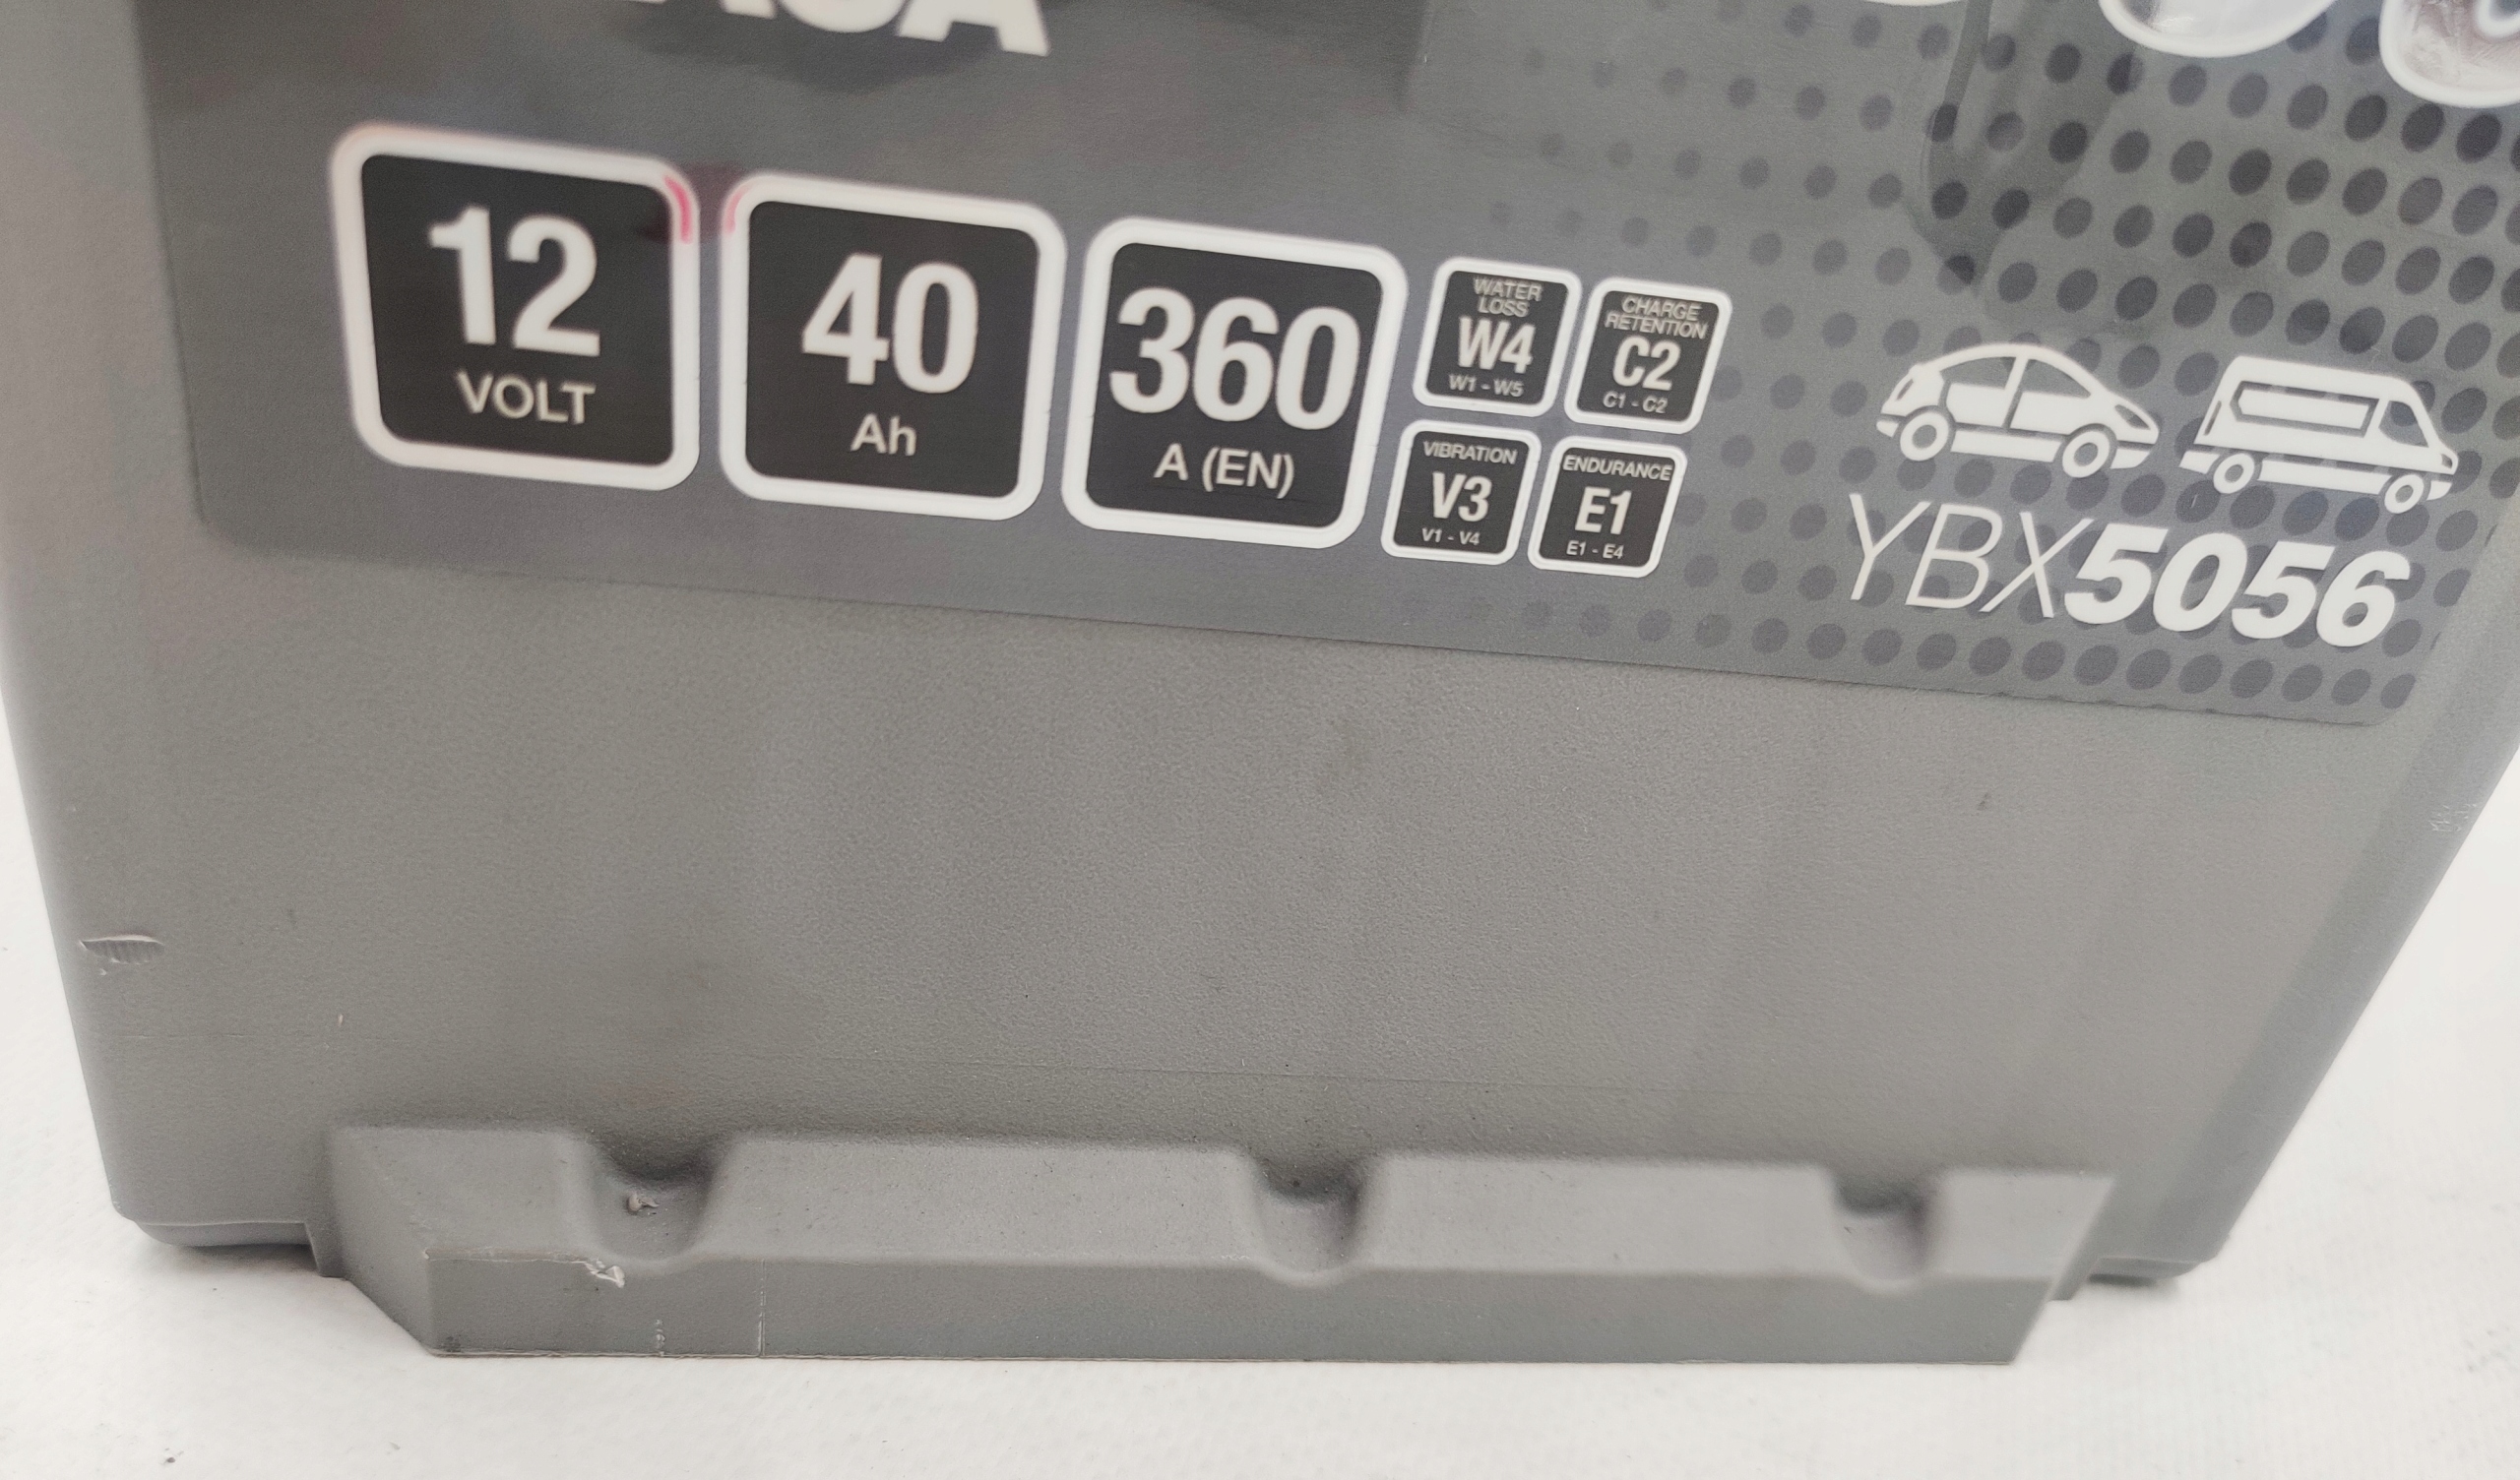 12
VOLT
40
Ah
360
A (EN)
WATER
LOSS
W4
W1 - W5
CHARGE
RETENTION
C2
C1 - C2
VIBRATION
V3
V1 - V4
ENDURANCE
E1
E1 - E4
YBX5056